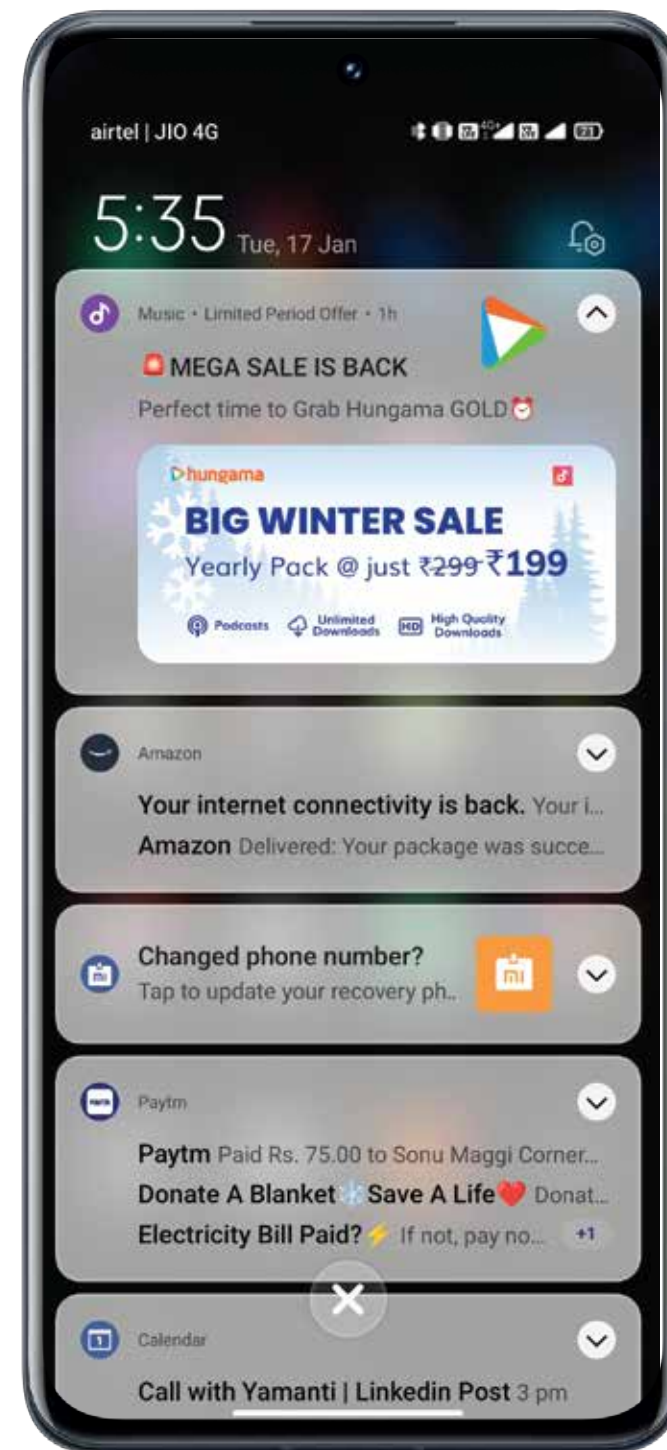 airtel | JIO 4G
4G+
21
5:35 Tue, 17 Jan
Music • Limited Period Offer • 1h
🚨MEGA SALE IS BACK
Perfect time to Grab Hungama GOLD⏰
hungama
BIG WINTER SALE
Yearly Pack @ just ₹299 ₹199
Podcasts Unlimited Downloads HD High Quality Downloads
Amazon
Your internet connectivity is back. Your i...
Amazon Delivered: Your package was succe...
Changed phone number?
Tap to update your recovery ph..
mi
mi
Paytm
Paytm Paid Rs. 75.00 to Sonu Maggi Corner...
Donate A Blanket❄️Save A Life❤️ Donat...
Electricity Bill Paid?⚡ If not, pay no... +1
1 Calendar
Call with Yamanti | Linkedin Post 3 pm